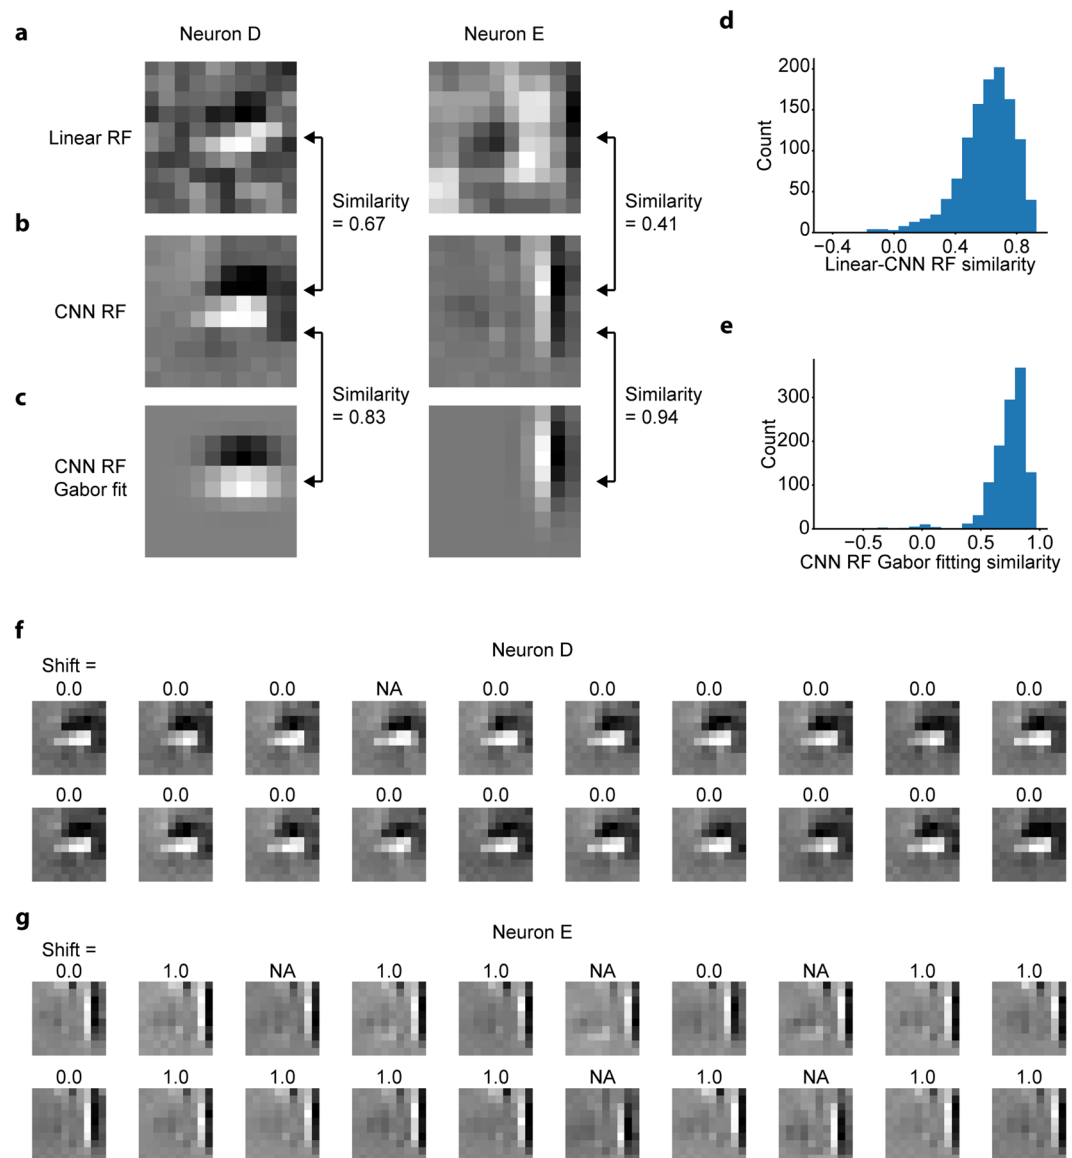 a
Neuron D
Neuron E
Linear RF
Similarity
= 0.67
Similarity
= 0.41
b
CNN RF
Similarity
= 0.83
Similarity
= 0.94
c
CNN RF
Gabor fit
d
Count
200
150
100
50
0
−0.4 0.0 0.4 0.8
Linear-CNN RF similarity
e
Count
300
200
100
0
−0.5 0.0 0.5 1.0
CNN RF Gabor fitting similarity
f
Neuron D
Shift =
0.0 0.0 0.0 NA 0.0 0.0 0.0 0.0 0.0 0.0
0.0 0.0 0.0 0.0 0.0 0.0 0.0 0.0 0.0 0.0
g
Neuron E
Shift =
0.0 1.0 NA 1.0 1.0 NA 0.0 NA 1.0 1.0
0.0 1.0 1.0 1.0 1.0 NA 1.0 NA 1.0 1.0